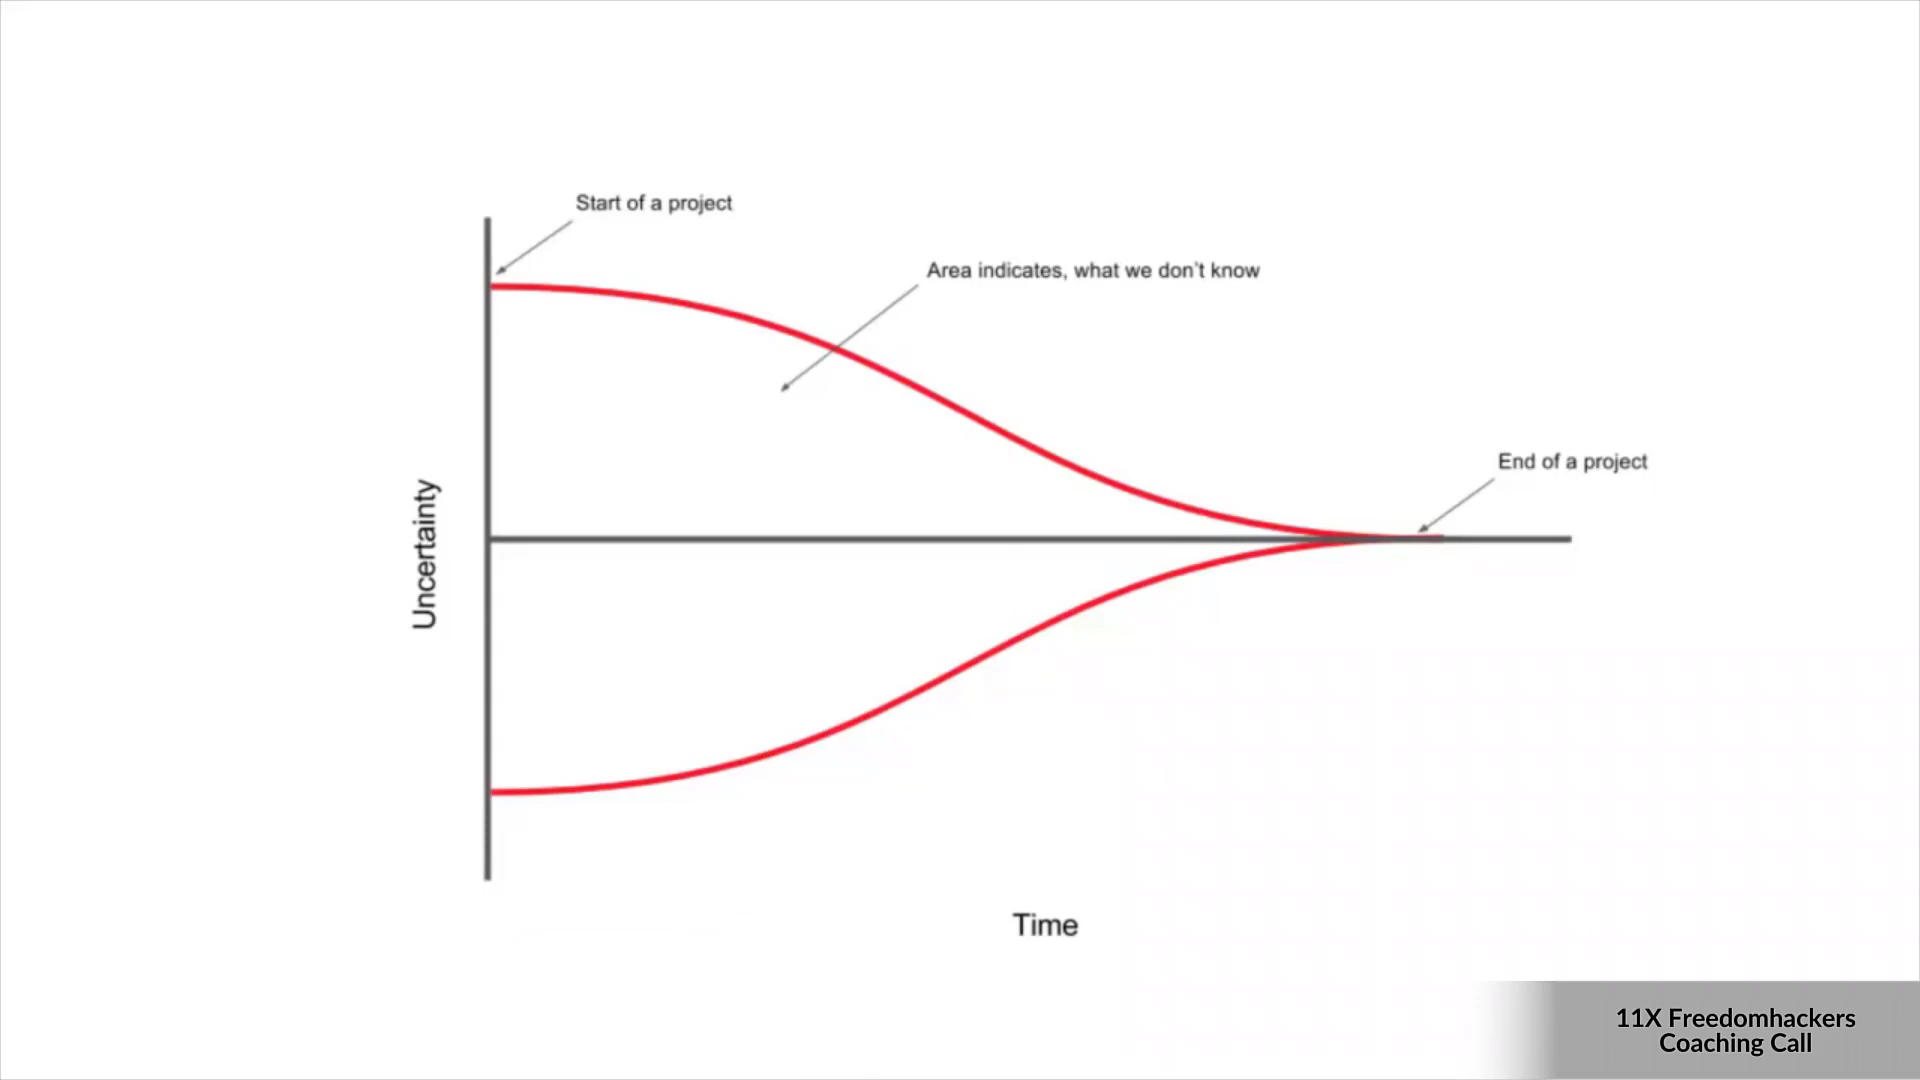 Start of a project
Area indicates, what we don't know
End of a project
Uncertainty
Time
11X Freedomhackers
Coaching Call